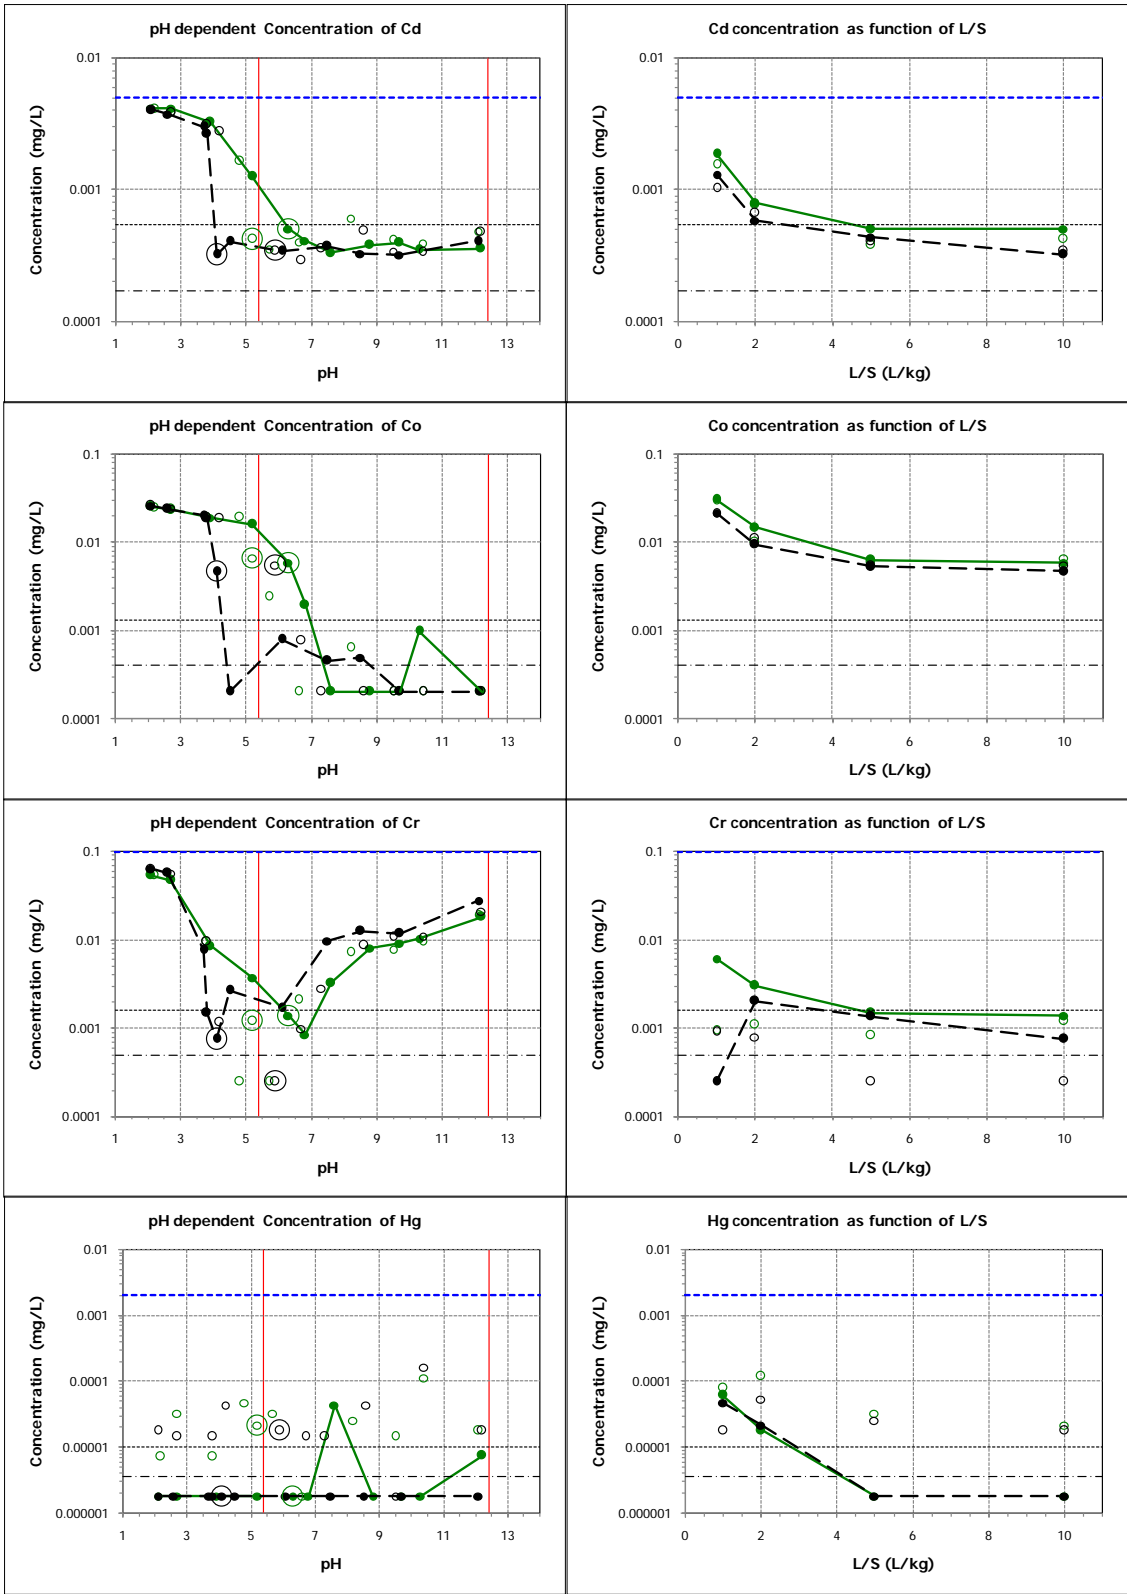 pH dependent Concentration of Cd
Concentration (mg/L)
0.01
0.001
0.0001
1 3 5 7 9 11 13
pH
Cd concentration as function of L/S
Concentration (mg/L)
0.01
0.001
0.0001
0 2 4 6 8 10
L/S (L/kg)
pH dependent Concentration of Co
Concentration (mg/L)
0.1
0.01
0.001
0.0001
1 3 5 7 9 11 13
pH
Co concentration as function of L/S
Concentration (mg/L)
0.1
0.01
0.001
0.0001
0 2 4 6 8 10
L/S (L/kg)
pH dependent Concentration of Cr
Concentration (mg/L)
0.1
0.01
0.001
0.0001
1 3 5 7 9 11 13
pH
Cr concentration as function of L/S
Concentration (mg/L)
0.1
0.01
0.001
0.0001
0 2 4 6 8 10
L/S (L/kg)
pH dependent Concentration of Hg
Concentration (mg/L)
0.01
0.001
0.0001
0.00001
0.000001
1 3 5 7 9 11 13
pH
Hg concentration as function of L/S
Concentration (mg/L)
0.01
0.001
0.0001
0.00001
0.000001
0 2 4 6 8 10
L/S (L/kg)